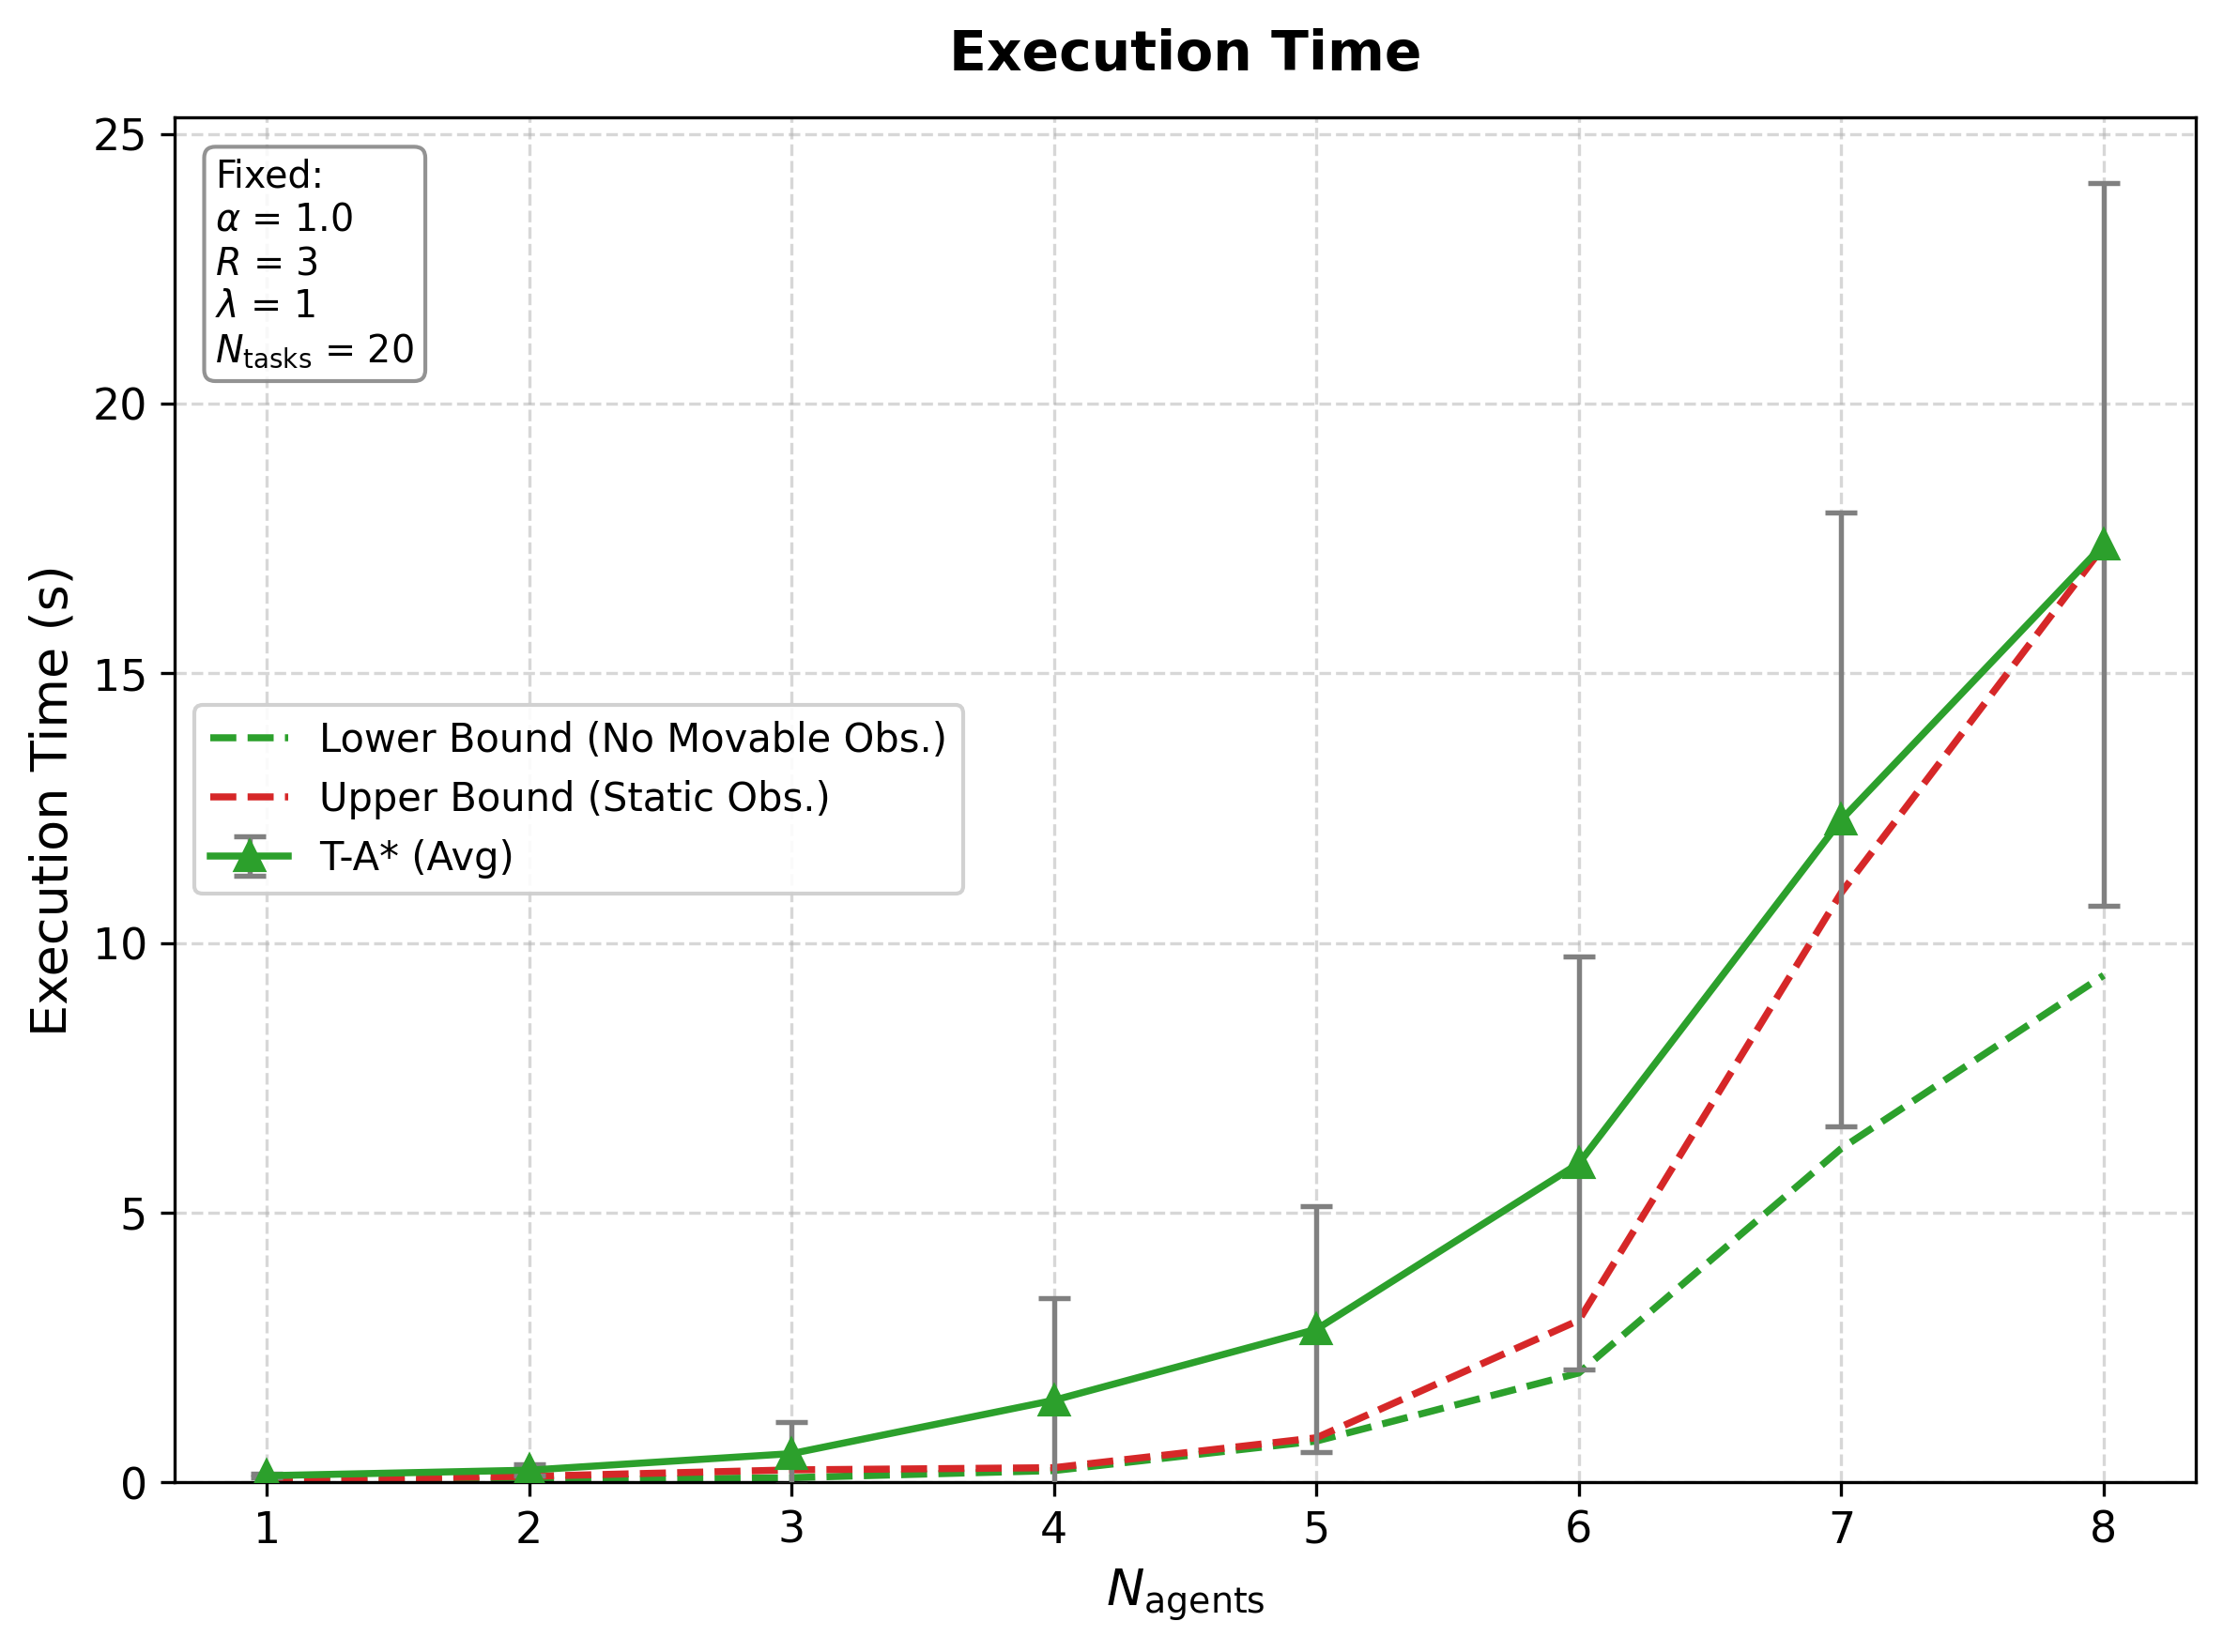 Execution Time
Execution Time (s)
25
20
15
10
5
0
Fixed:
α = 1.0
R = 3
λ = 1
N_tasks = 20
Lower Bound (No Movable Obs.)
Upper Bound (Static Obs.)
T-A* (Avg)
1 2 3 4 5 6 7 8
N_agents